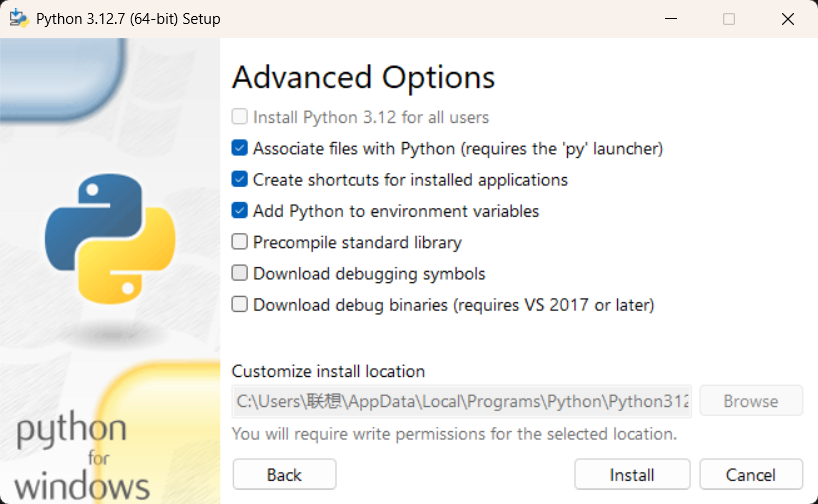 Python 3.12.7 (64-bit) Setup
Advanced Options
Install Python 3.12 for all users
Associate files with Python (requires the 'py' launcher)
Create shortcuts for installed applications
Add Python to environment variables
Precompile standard library
Download debugging symbols
Download debug binaries (requires VS 2017 or later)
Customize install location
C:\Users\联想\AppData\Local\Programs\Python\Python312
Browse
You will require write permissions for the selected location.
python
for
windows
Back
Install
Cancel